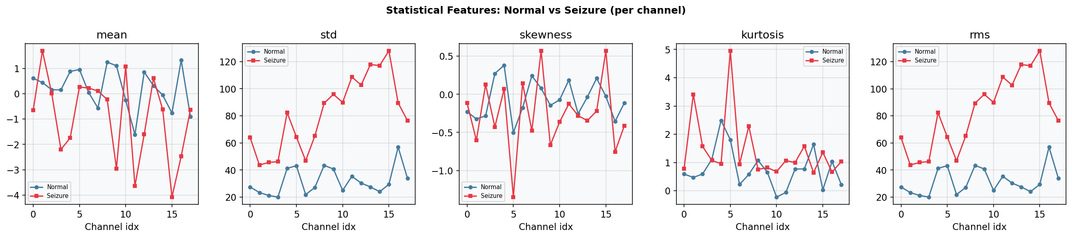 Statistical Features: Normal vs Seizure (per channel)
mean
1
0
−1
−2
−3
−4
Normal
Seizure
0
5
10
15
Channel idx
std
120
100
80
60
40
20
Normal
Seizure
0
5
10
15
Channel idx
skewness
0.5
0.0
−0.5
−1.0
Normal
Seizure
0
5
10
15
Channel idx
kurtosis
5
4
3
2
1
0
Normal
Seizure
0
5
10
15
Channel idx
rms
120
100
80
60
40
20
Normal
Seizure
0
5
10
15
Channel idx